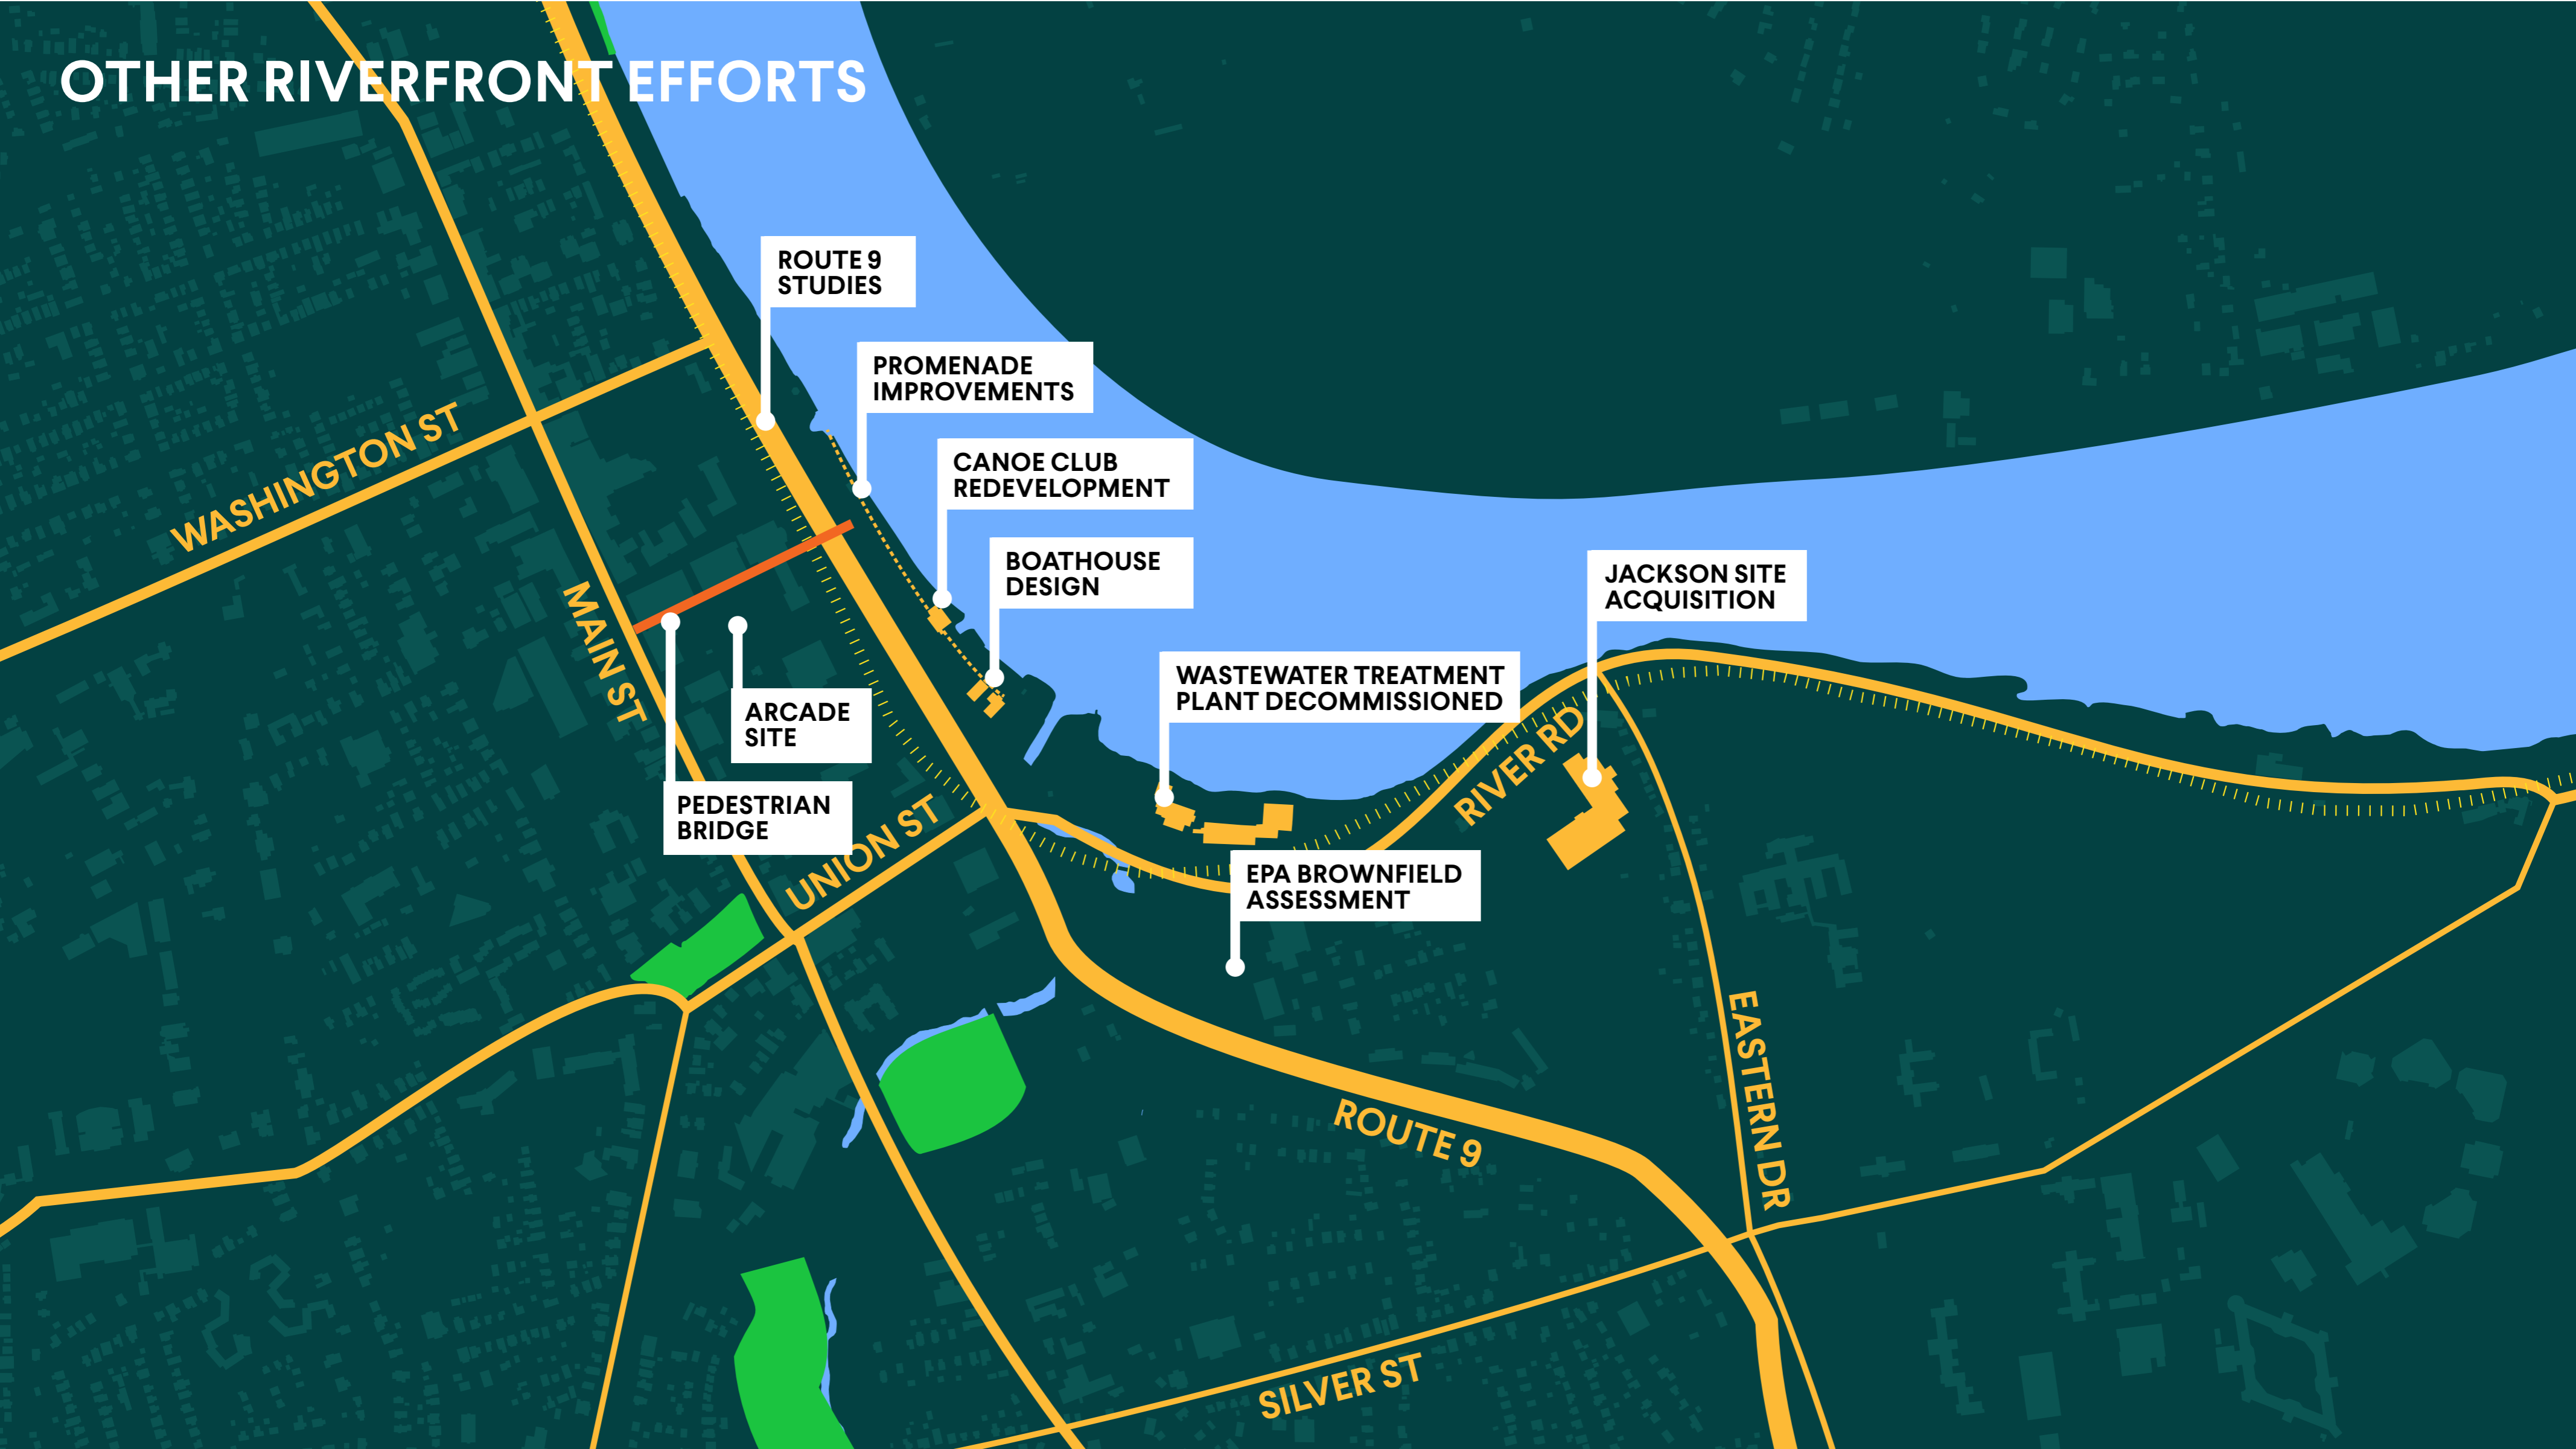 OTHER RIVERFRONT EFFORTS
ROUTE 9
STUDIES
PROMENADE
IMPROVEMENTS
CANOE CLUB
REDEVELOPMENT
BOATHOUSE
DESIGN
JACKSON SITE
ACQUISITION
WASTEWATER TREATMENT
PLANT DECOMMISSIONED
ARCADE
SITE
PEDESTRIAN
BRIDGE
EPA BROWNFIELD
ASSESSMENT
WASHINGTON ST
MAIN ST
UNION ST
RIVER RD
EASTERN DR
ROUTE 9
SILVER ST